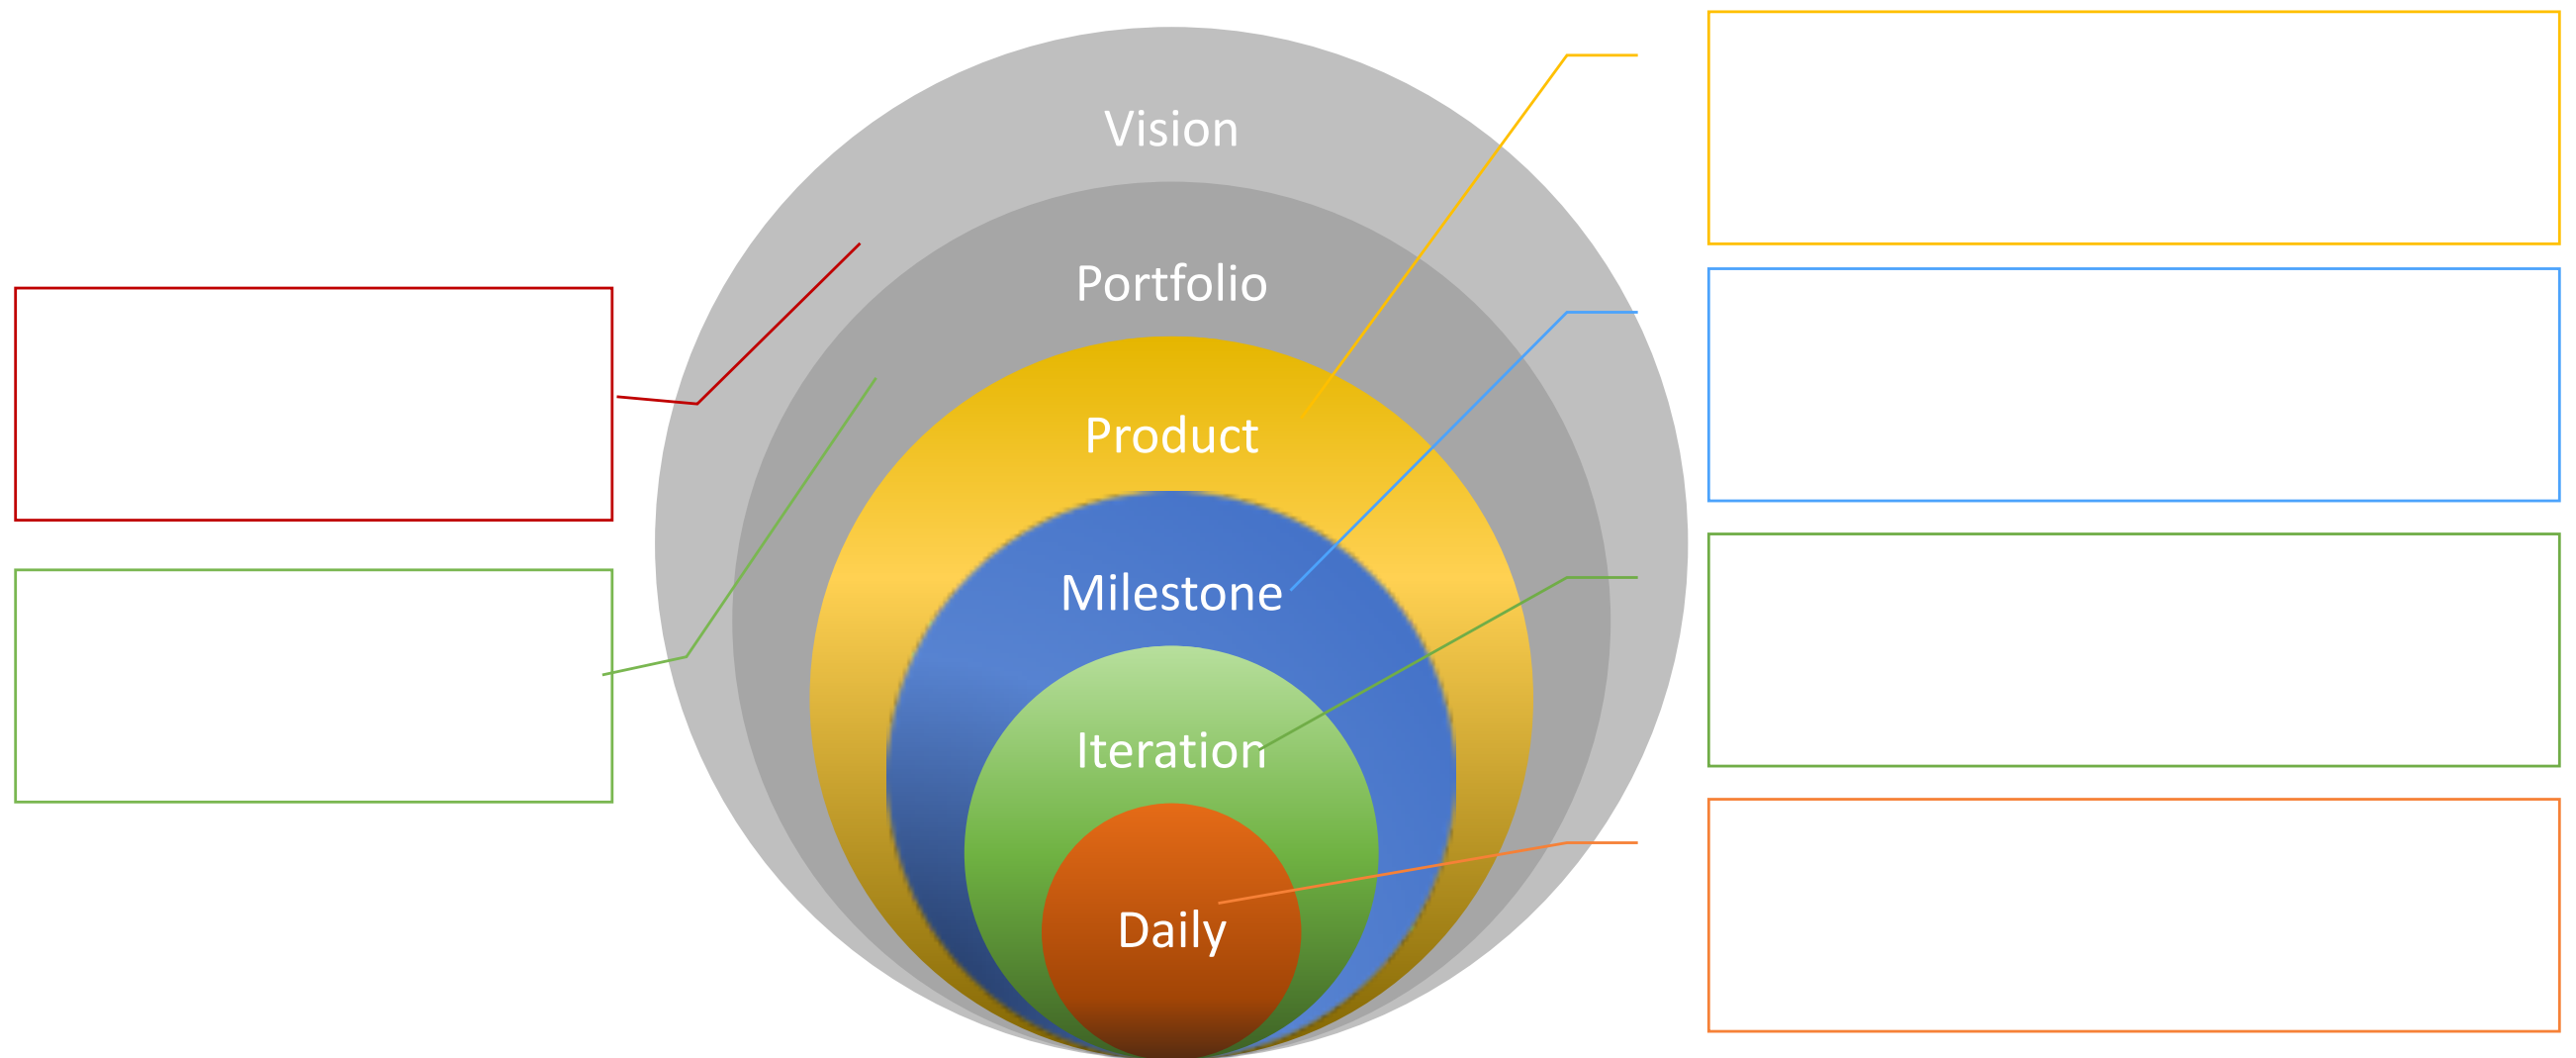 Vision
Portfolio
Product
Milestone
Iteration
Daily